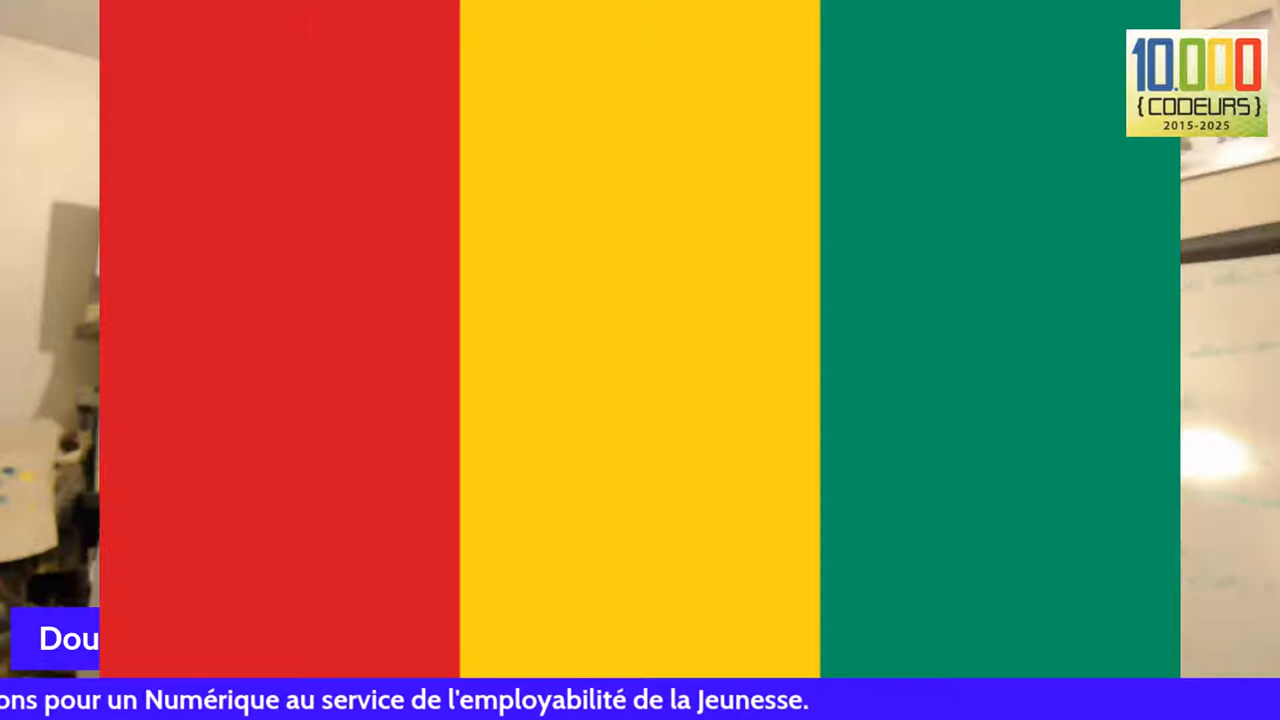 10.000
{CODEURS}
2015-2025
Dou
ons pour un Numérique au service de l'employabilité de la Jeunesse.